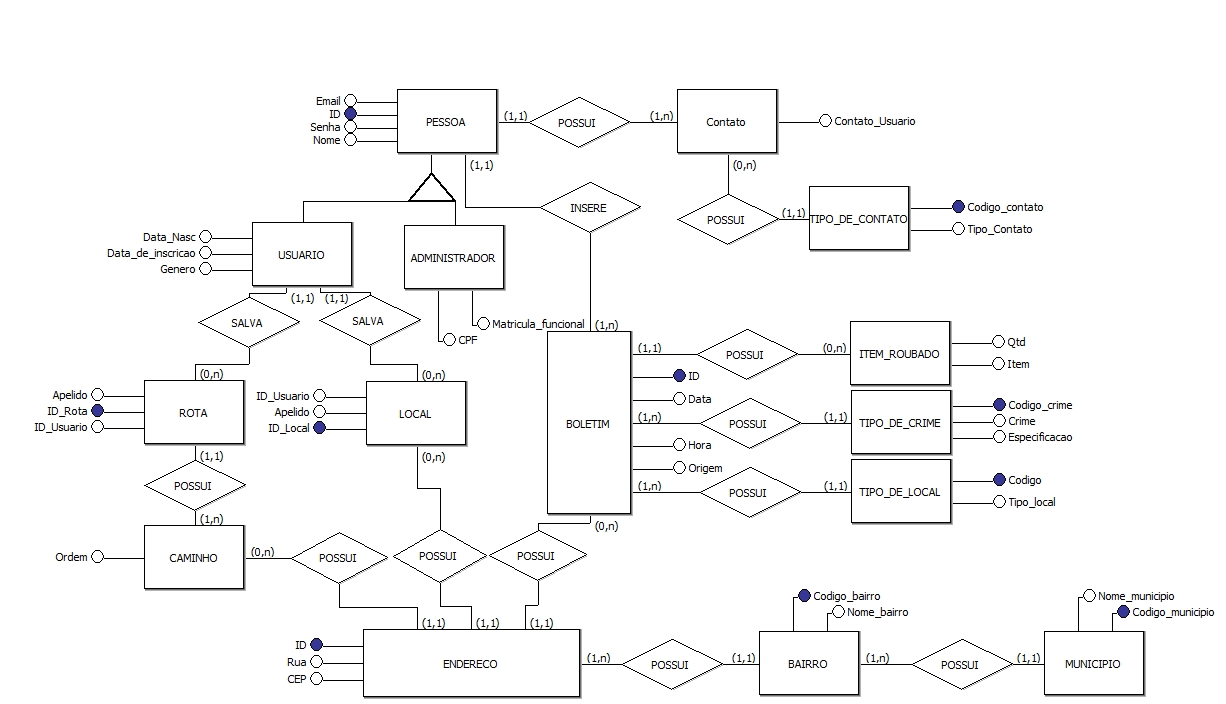 Email
ID
Senha
Nome
PESSOA
(1,1)
POSSUI
(1,n)
Contato
Contato_Usuario
(1,1)
(0,n)
INSERE
POSSUI
(1,1)
TIPO_DE_CONTATO
Codigo_contato
Tipo_Contato
Data_Nasc
Data_de_inscricao
Genero
USUARIO
ADMINISTRADOR
(1,1)
(1,1)
SALVA
SALVA
Matricula_funcional
CPF
(1,n)
(0,n)
(0,n)
Apelido
ID_Rota
ID_Usuario
ROTA
ID_Usuario
Apelido
ID_Local
LOCAL
BOLETIM
(1,1)
POSSUI
(0,n)
ITEM_ROUBADO
Qtd
Item
ID
Data
(1,n)
POSSUI
(1,1)
TIPO_DE_CRIME
Codigo_crime
Crime
Especificacao
Hora
Origem
(1,n)
POSSUI
(1,1)
TIPO_DE_LOCAL
Codigo
Tipo_local
(1,1)
(0,n)
POSSUI
(1,n)
(0,n)
Ordem
CAMINHO
(0,n)
POSSUI
POSSUI
POSSUI
(1,1)
(1,1)
(1,1)
ID
Rua
CEP
ENDERECO
(1,n)
POSSUI
(1,1)
Codigo_bairro
Nome_bairro
BAIRRO
(1,n)
POSSUI
(1,1)
Nome_municipio
Codigo_municipio
MUNICIPIO